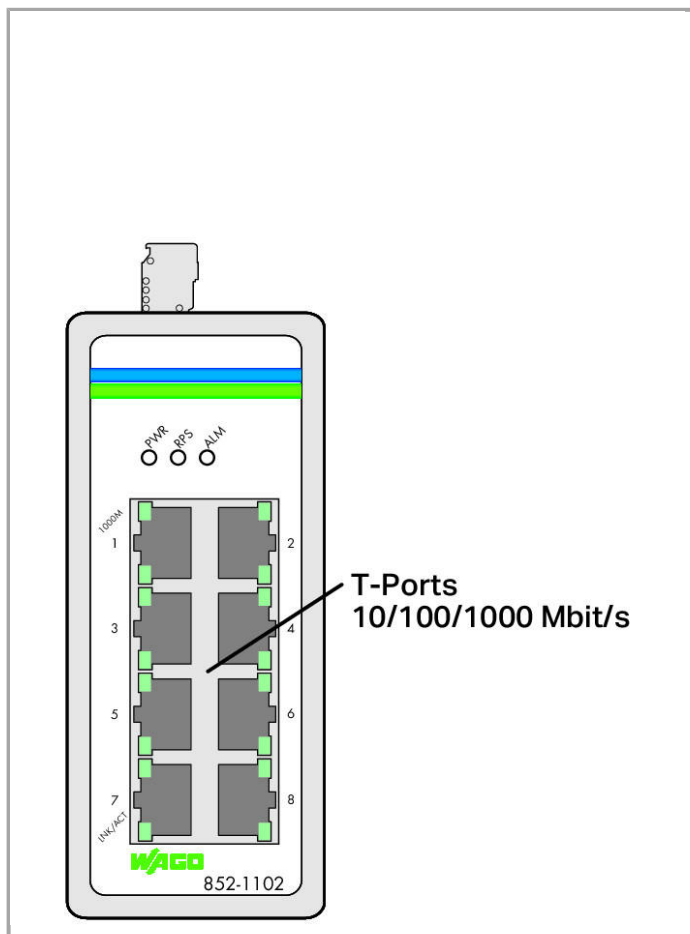 PWR RPS ALM
1000M
1 2
T-Ports
3 4
10/100/1000 Mbit/s
5 6
7 8
LNK/ACT
WAGO
852-1102